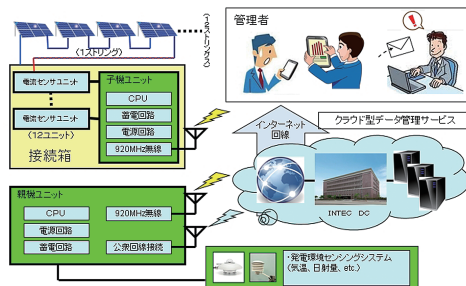 (1ストリング)
(12ストリングス)
電流センサユニット
電流センサユニット
(12ユニット)
接続箱
子機ユニット
CPU
蓄電回路
電源回路
920MHz無線
管理者
インターネット
回線
クラウド型データ管理サービス
INTEC DC
親機ユニット
CPU
電源回路
蓄電回路
920MHz無線
公衆回線接続
・発電環境センシングシステム
(気温、日射量、etc.)